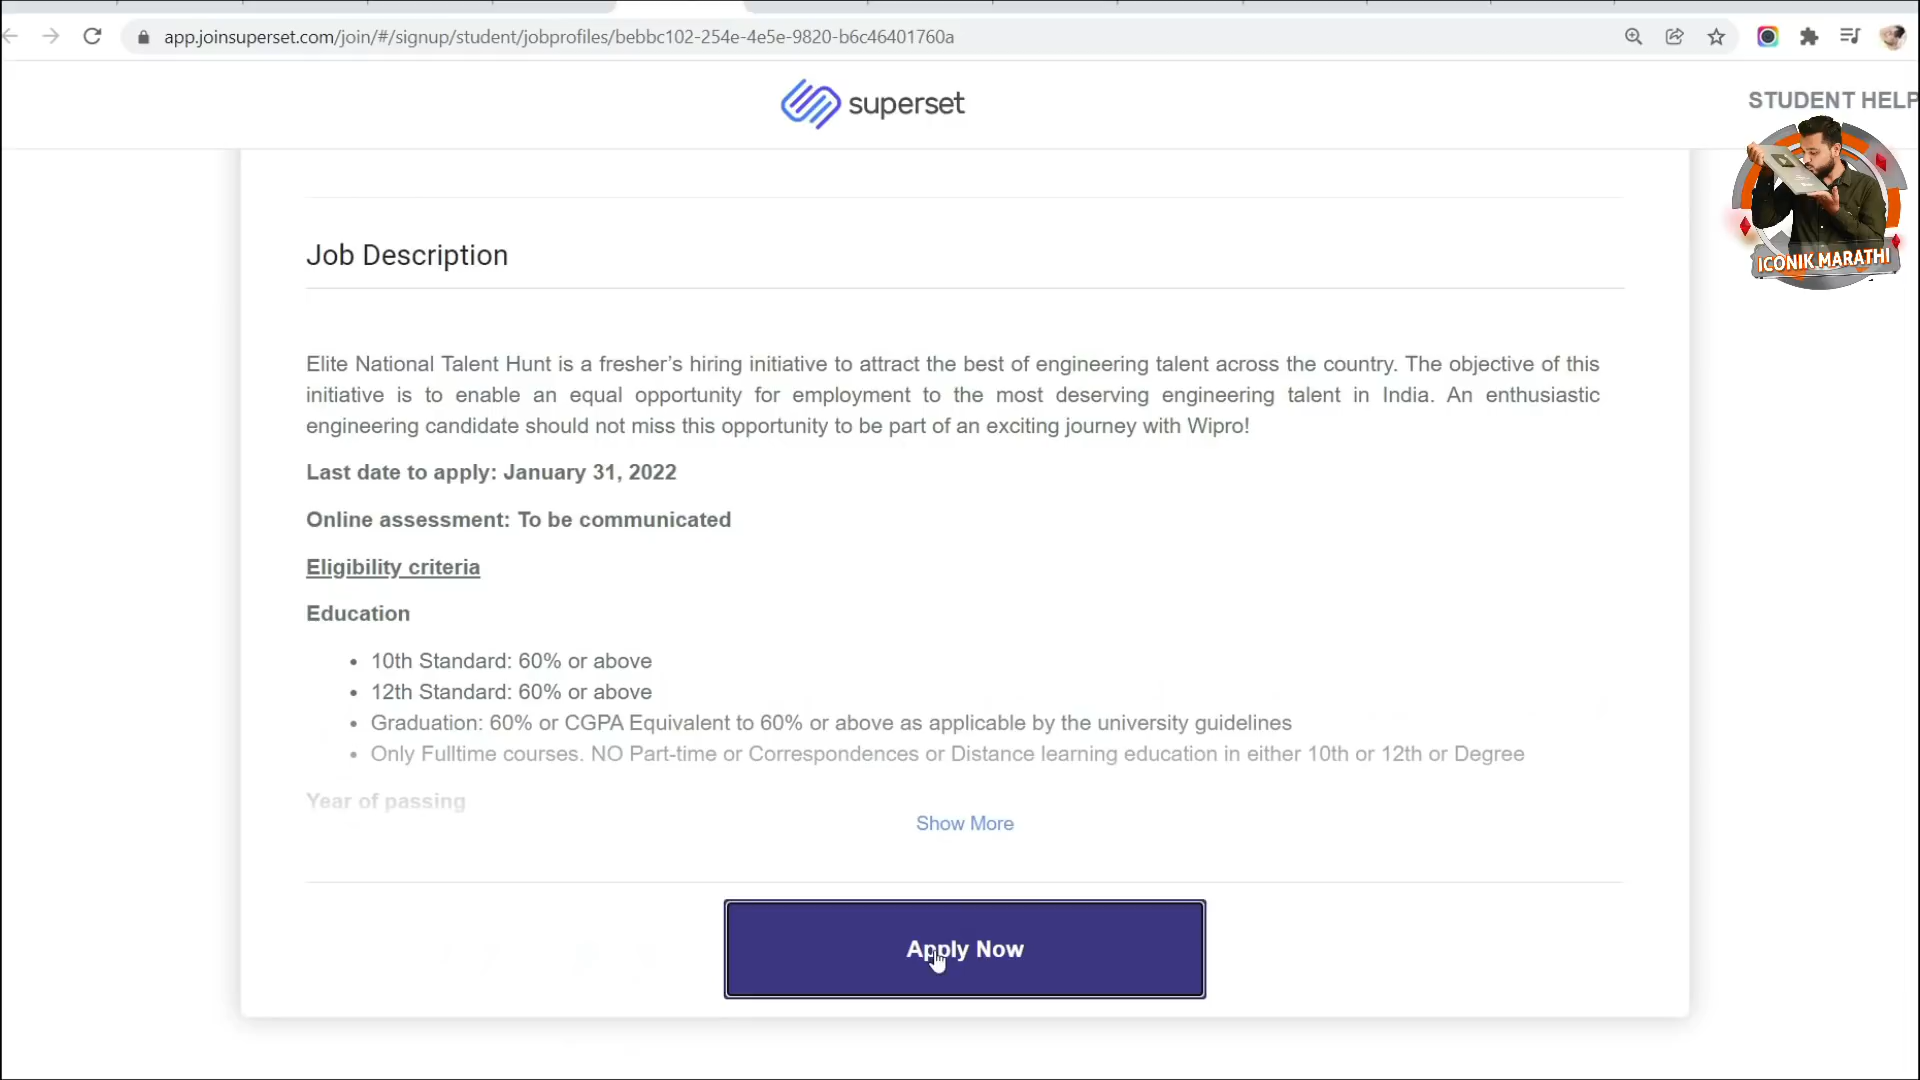 app.joinsuperset.com/join/#/signup/student/jobprofiles/bebbc102-254e-4e5e-9820-b6c46401760a
superset
STUDENT HELP
ICONIK MARATHI
Job Description
Elite National Talent Hunt is a fresher’s hiring initiative to attract the best of engineering talent across the country. The objective of this
initiative is to enable an equal opportunity for employment to the most deserving engineering talent in India. An enthusiastic
engineering candidate should not miss this opportunity to be part of an exciting journey with Wipro!
Last date to apply: January 31, 2022
Online assessment: To be communicated
Eligibility criteria
Education
• 10th Standard: 60% or above
• 12th Standard: 60% or above
• Graduation: 60% or CGPA Equivalent to 60% or above as applicable by the university guidelines
• Only Fulltime courses. NO Part-time or Correspondences or Distance learning education in either 10th or 12th or Degree
Year of passing
Show More
Apply Now